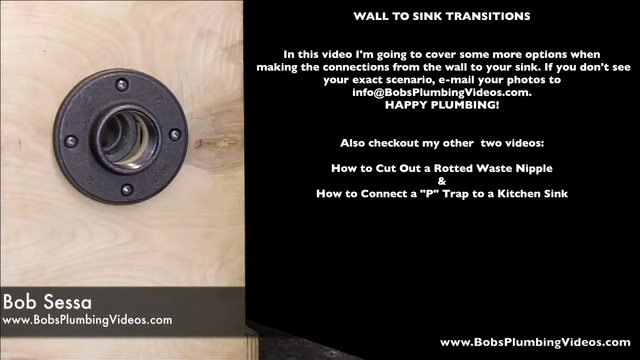 WALL TO SINK TRANSITIONS
In this video I'm going to cover some more options when
making the connections from the wall to your sink. If you don't see
your exact scenario, e-mail your photos to
info@BobsPlumbingVideos.com.
HAPPY PLUMBING!
Also checkout my other two videos:
How to Cut Out a Rotted Waste Nipple
&
How to Connect a "P" Trap to a Kitchen Sink
Bob Sessa
www.BobsPlumbingVideos.com
www.BobsPlumbingVideos.com